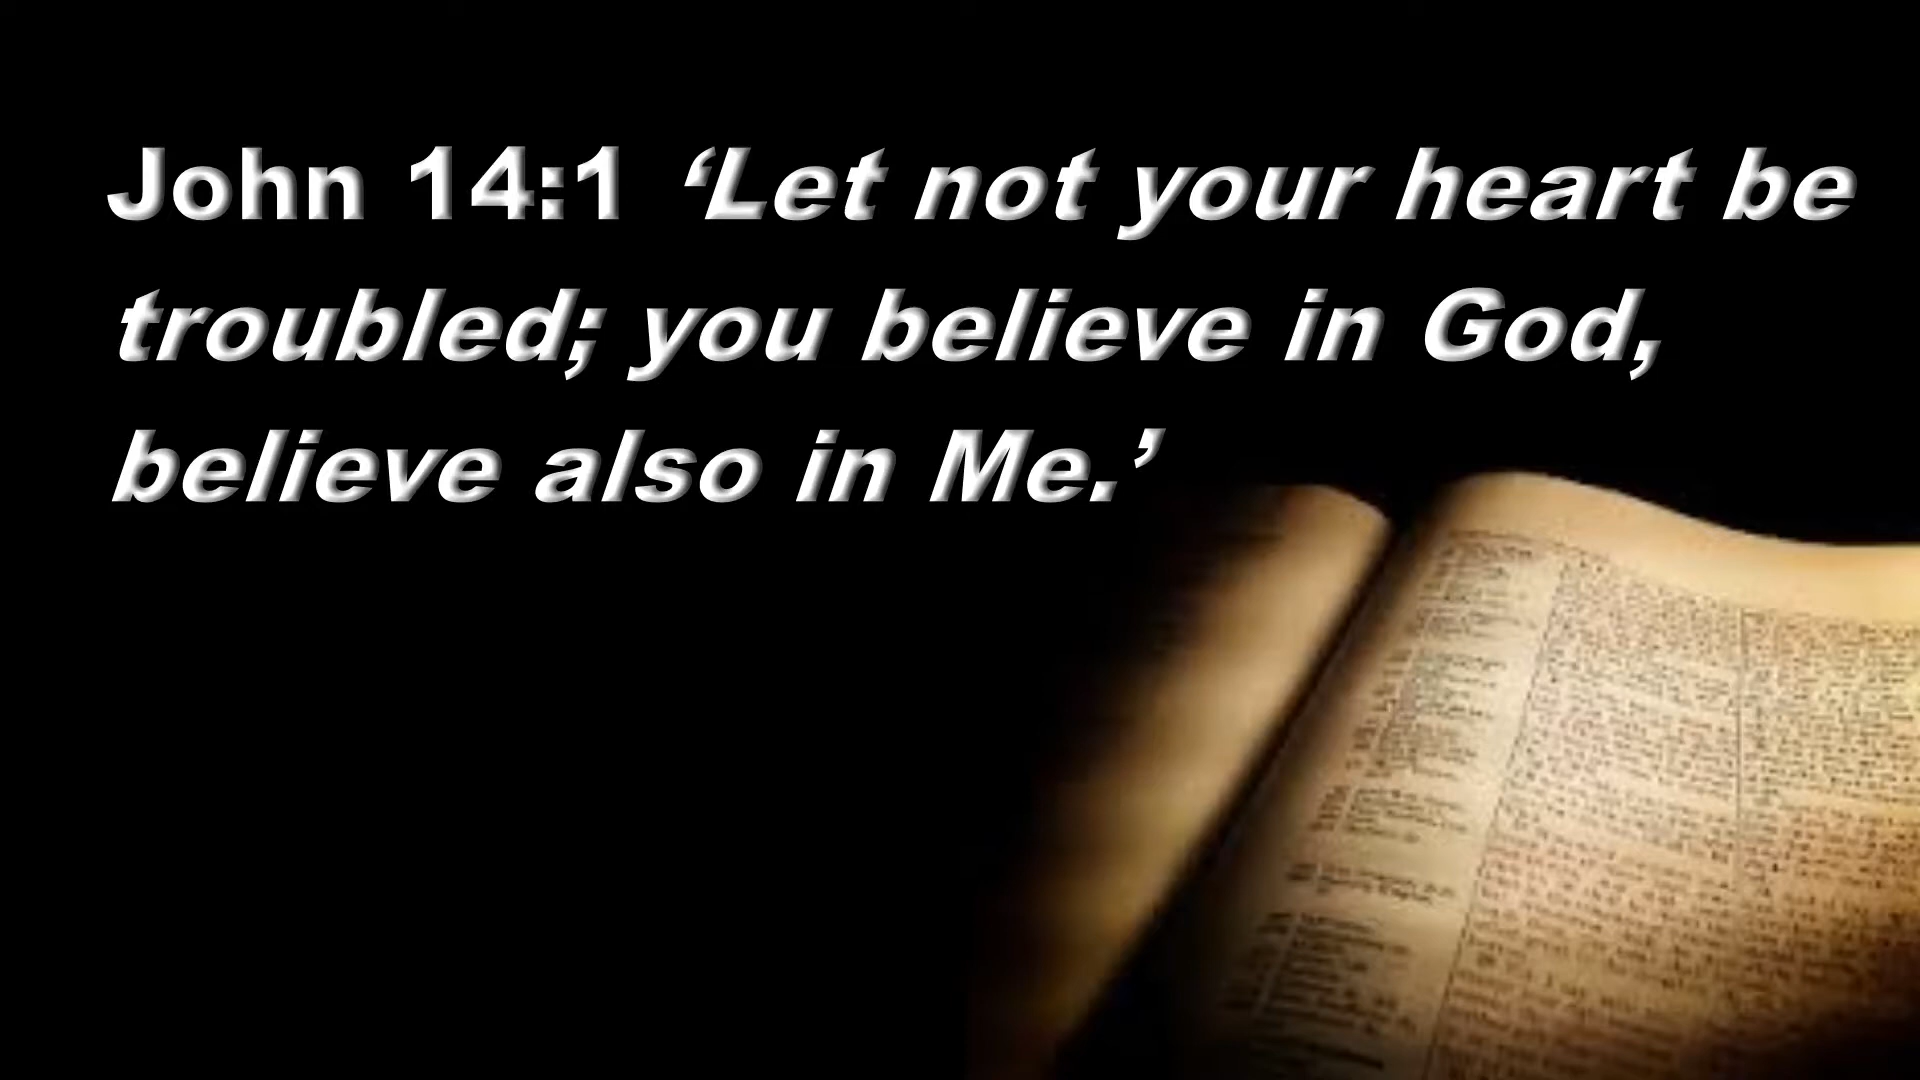 John 14:1 ‘Let not your heart be
troubled; you believe in God,
believe also in Me.’